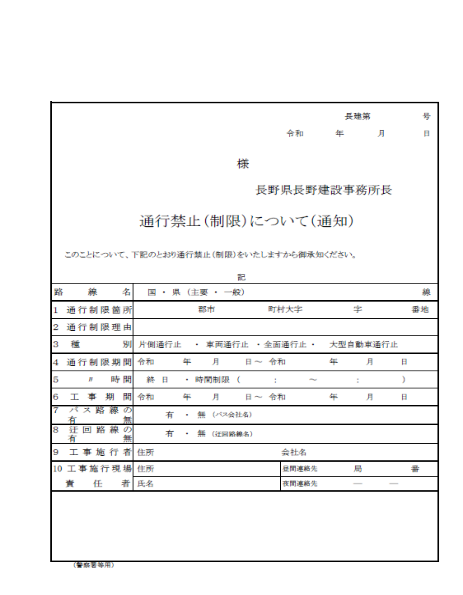 長建第　　　号
令和　　年　　月　　日
様
長野県長野建設事務所長
通行禁止(制限)について(通知)
このことについて、下記のとおり通行禁止(制限)をいたしますから御承知ください。
記
路線名　国・県（主要・一般）　線
1 通行制限箇所　郡市　町村大字　字　番地
2 通行制限理由
3 種別　片側通行止・車両通行止・全面通行止・　大型自動車通行止
4 通行制限期間　令和　年　月　日～令和　年　月　日
5 〃時間　終日・時間制限（　：　～　：　）
6 工事期間　令和　年　月　日～令和　年　月　日
7 バス路線の有無　有・無（バス会社名）
8 迂回路線の有無　有・無（迂回路線名）
9 工事施行者　住所　会社名
10 工事施行現場　住所　昼間連絡先　局　番
責任者　氏名　夜間連絡先　―　―
（警察署等用）